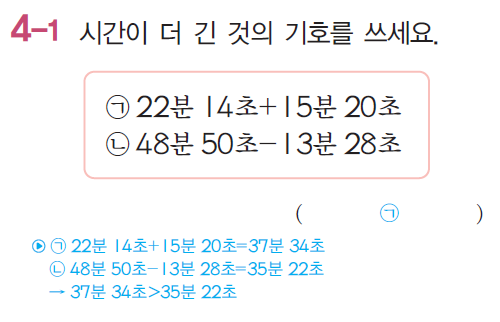 4-1 시간이 더 긴 것의 기호를 쓰세요.
㉠ 22분 14초+15분 20초
㉡ 48분 50초-13분 28초
( ㉠ )
▶ ㉠ 22분 14초+15분 20초=37분 34초
㉡ 48분 50초-13분 28초=35분 22초
→ 37분 34초>35분 22초